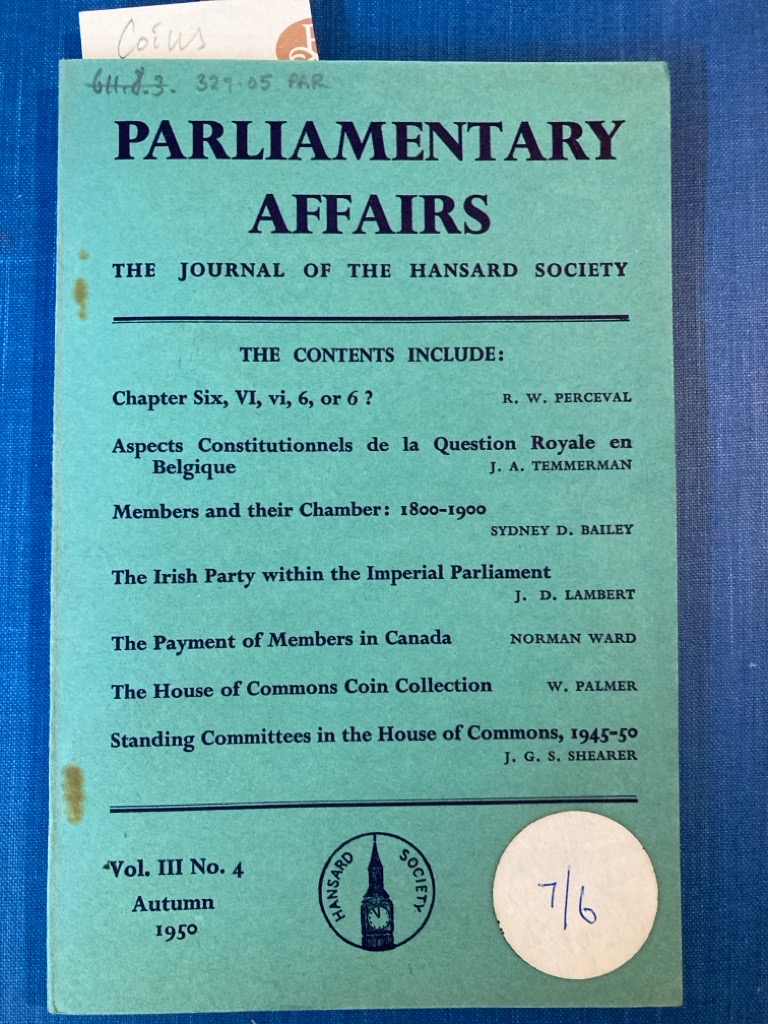 Coins
611.8.3. 329.05 PAR
PARLIAMENTARY
AFFAIRS
THE JOURNAL OF THE HANSARD SOCIETY
THE CONTENTS INCLUDE:
Chapter Six, VI, vi, 6, or 6 ? R. W. PERCEVAL
Aspects Constitutionnels de la Question Royale en
Belgique J. A. TEMMERMAN
Members and their Chamber: 1800-1900
SYDNEY D. BAILEY
The Irish Party within the Imperial Parliament
J. D. LAMBERT
The Payment of Members in Canada NORMAN WARD
The House of Commons Coin Collection W. PALMER
Standing Committees in the House of Commons, 1945-50
J. G. S. SHEARER
Vol. III No. 4
Autumn
1950
HANSARD SOCIETY
7/6